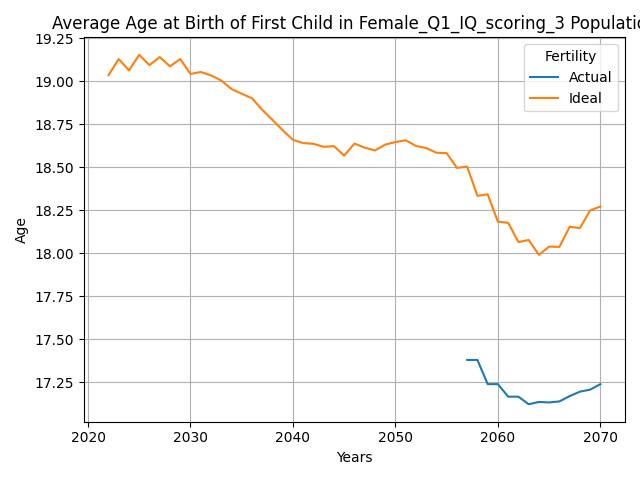 Average Age at Birth of First Child in Female_Q1_IQ_scoring_3 Populatio
19.25
19.00
18.75
18.50
18.25
18.00
17.75
17.50
17.25
Age
Fertility
Actual
Ideal
2020
2030
2040
2050
2060
2070
Years